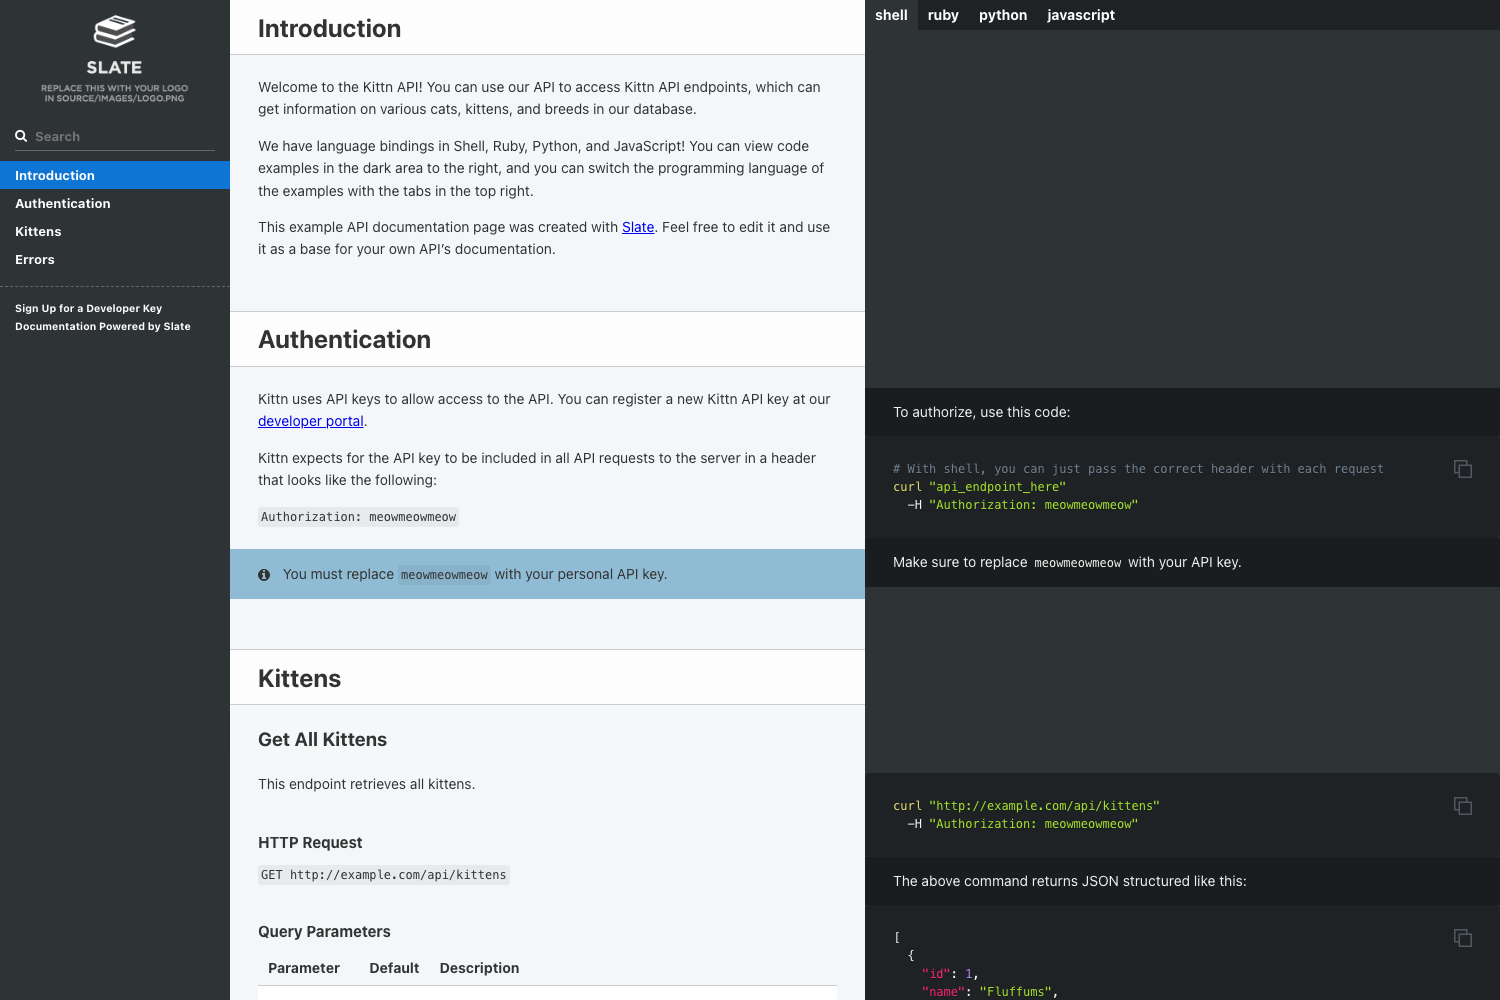 SLATE
REPLACE THIS WITH YOUR LOGO
IN SOURCE/IMAGES/LOGO.PNG
Search
Introduction
Authentication
Kittens
Errors
Sign Up for a Developer Key
Documentation Powered by Slate
Introduction
Welcome to the Kittn API! You can use our API to access Kittn API endpoints, which can
get information on various cats, kittens, and breeds in our database.
We have language bindings in Shell, Ruby, Python, and JavaScript! You can view code
examples in the dark area to the right, and you can switch the programming language of
the examples with the tabs in the top right.
This example API documentation page was created with Slate. Feel free to edit it and use
it as a base for your own API's documentation.
Authentication
Kittn uses API keys to allow access to the API. You can register a new Kittn API key at our
developer portal.
Kittn expects for the API key to be included in all API requests to the server in a header
that looks like the following:
Authorization: meowmeowmeow
You must replace meowmeowmeow with your personal API key.
Kittens
Get All Kittens
This endpoint retrieves all kittens.
HTTP Request
GET http://example.com/api/kittens
Query Parameters
Parameter Default Description
shell ruby python javascript
To authorize, use this code:
# With shell, you can just pass the correct header with each request
curl "api_endpoint_here"
  -H "Authorization: meowmeowmeow"
Make sure to replace meowmeowmeow with your API key.
curl "http://example.com/api/kittens"
  -H "Authorization: meowmeowmeow"
The above command returns JSON structured like this:
[
  {
    "id": 1,
    "name": "Fluffums",